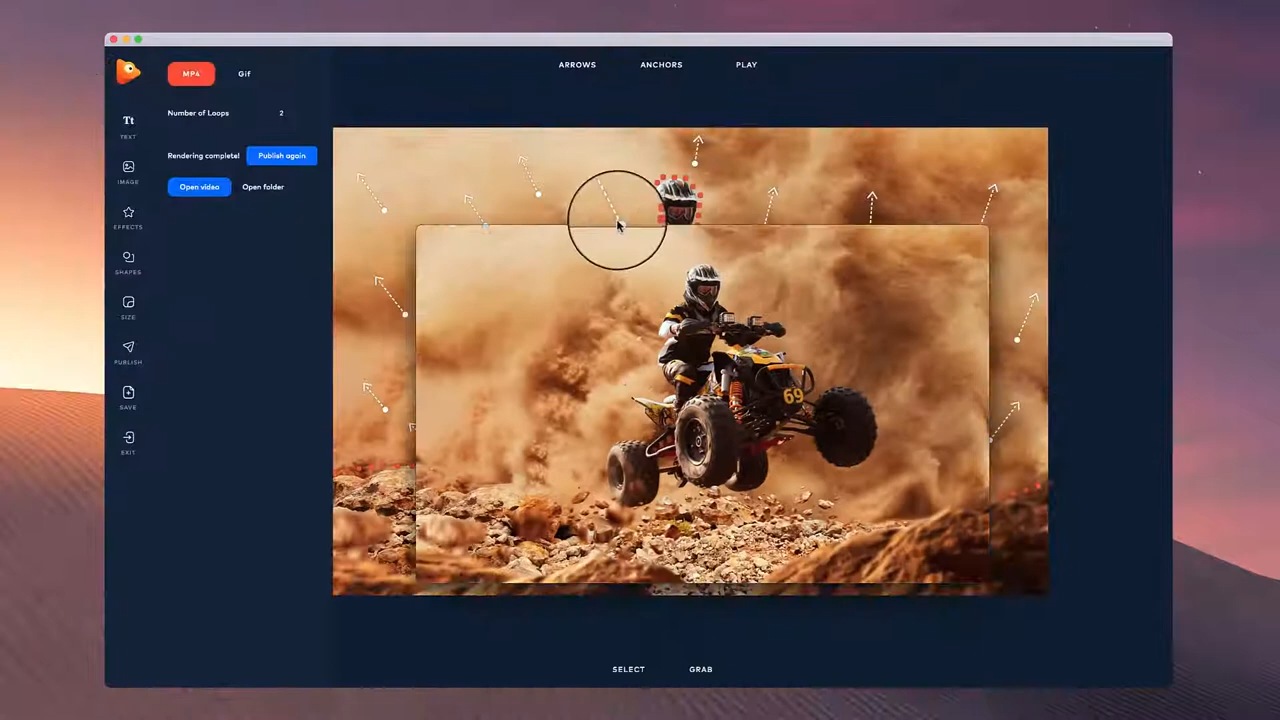 ARROWS ANCHORS PLAY
MP4 Gif
Number of Loops 2
Rendering complete! Publish again
Open video Open folder
Tt
TEXT
IMAGE
EFFECTS
SHAPES
SIZE
PUBLISH
SAVE
EXIT
69
SELECT GRAB